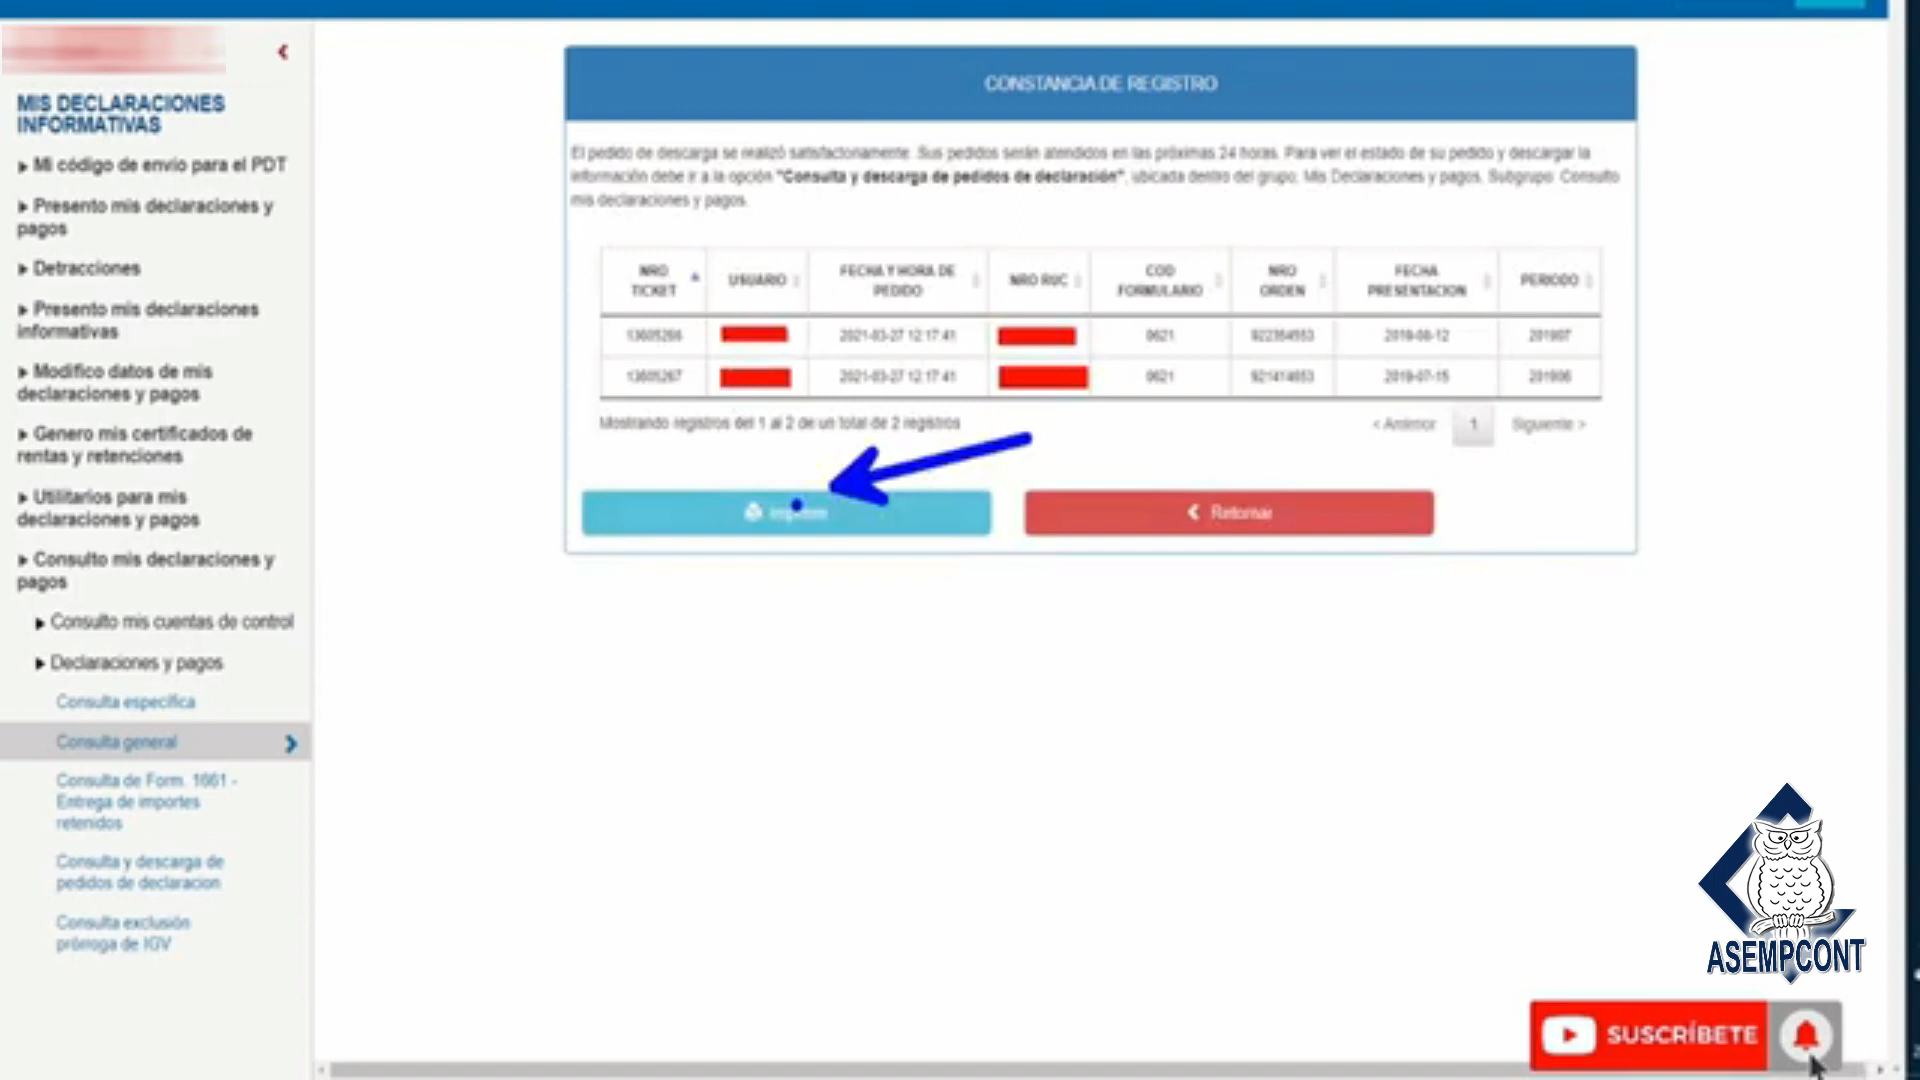 MIS DECLARACIONES
INFORMATIVAS
Mi código de envio para el PDT
Presento mis declaraciones y
pagos
Detracciones
Presento mis declaraciones
informativas
Modifico datos de mis
declaraciones y pagos
Genero mis certificados de
rentas y retenciones
Utilitarios para mis
declaraciones y pagos
Consulto mis declaraciones y
pagos
Consulto mis cuentas de control
Declaraciones y pagos
Consulta específica
Consulta general
Consulta de Form. 1661 -
Entrega de importes
retenidos
Consulta y descarga de
pedidos de declaracion
Consulta exclusión
prórroga de IGV
CONSTANCIA DE REGISTRO
El pedido de descarga se realizó satisfactoriamente. Sus pedidos serán atendidos en las próximas 24 horas. Para ver el estado de su pedido y descargar la
información debe ir a la opción "Consulta y descarga de pedidos de declaración", ubicada dentro del grupo: Mis Declaraciones y pagos, Subgrupo: Consulto
mis declaraciones y pagos.
NRO TICKET USUARIO FECHA Y HORA DE PEDIDO NRO RUC COD FORMULARIO NRO ORDEN FECHA PRESENTACION PERIODO
13605266 2021-03-27 12:17:41 0621 922354553 2019-08-12 201907
13605267 2021-03-27 12:17:41 0621 921414653 2019-07-15 201906
Mostrando registros del 1 al 2 de un total de 2 registros
< Anterior 1 Siguiente >
Retornar
ASEMPCONT
SUSCRÍBETE